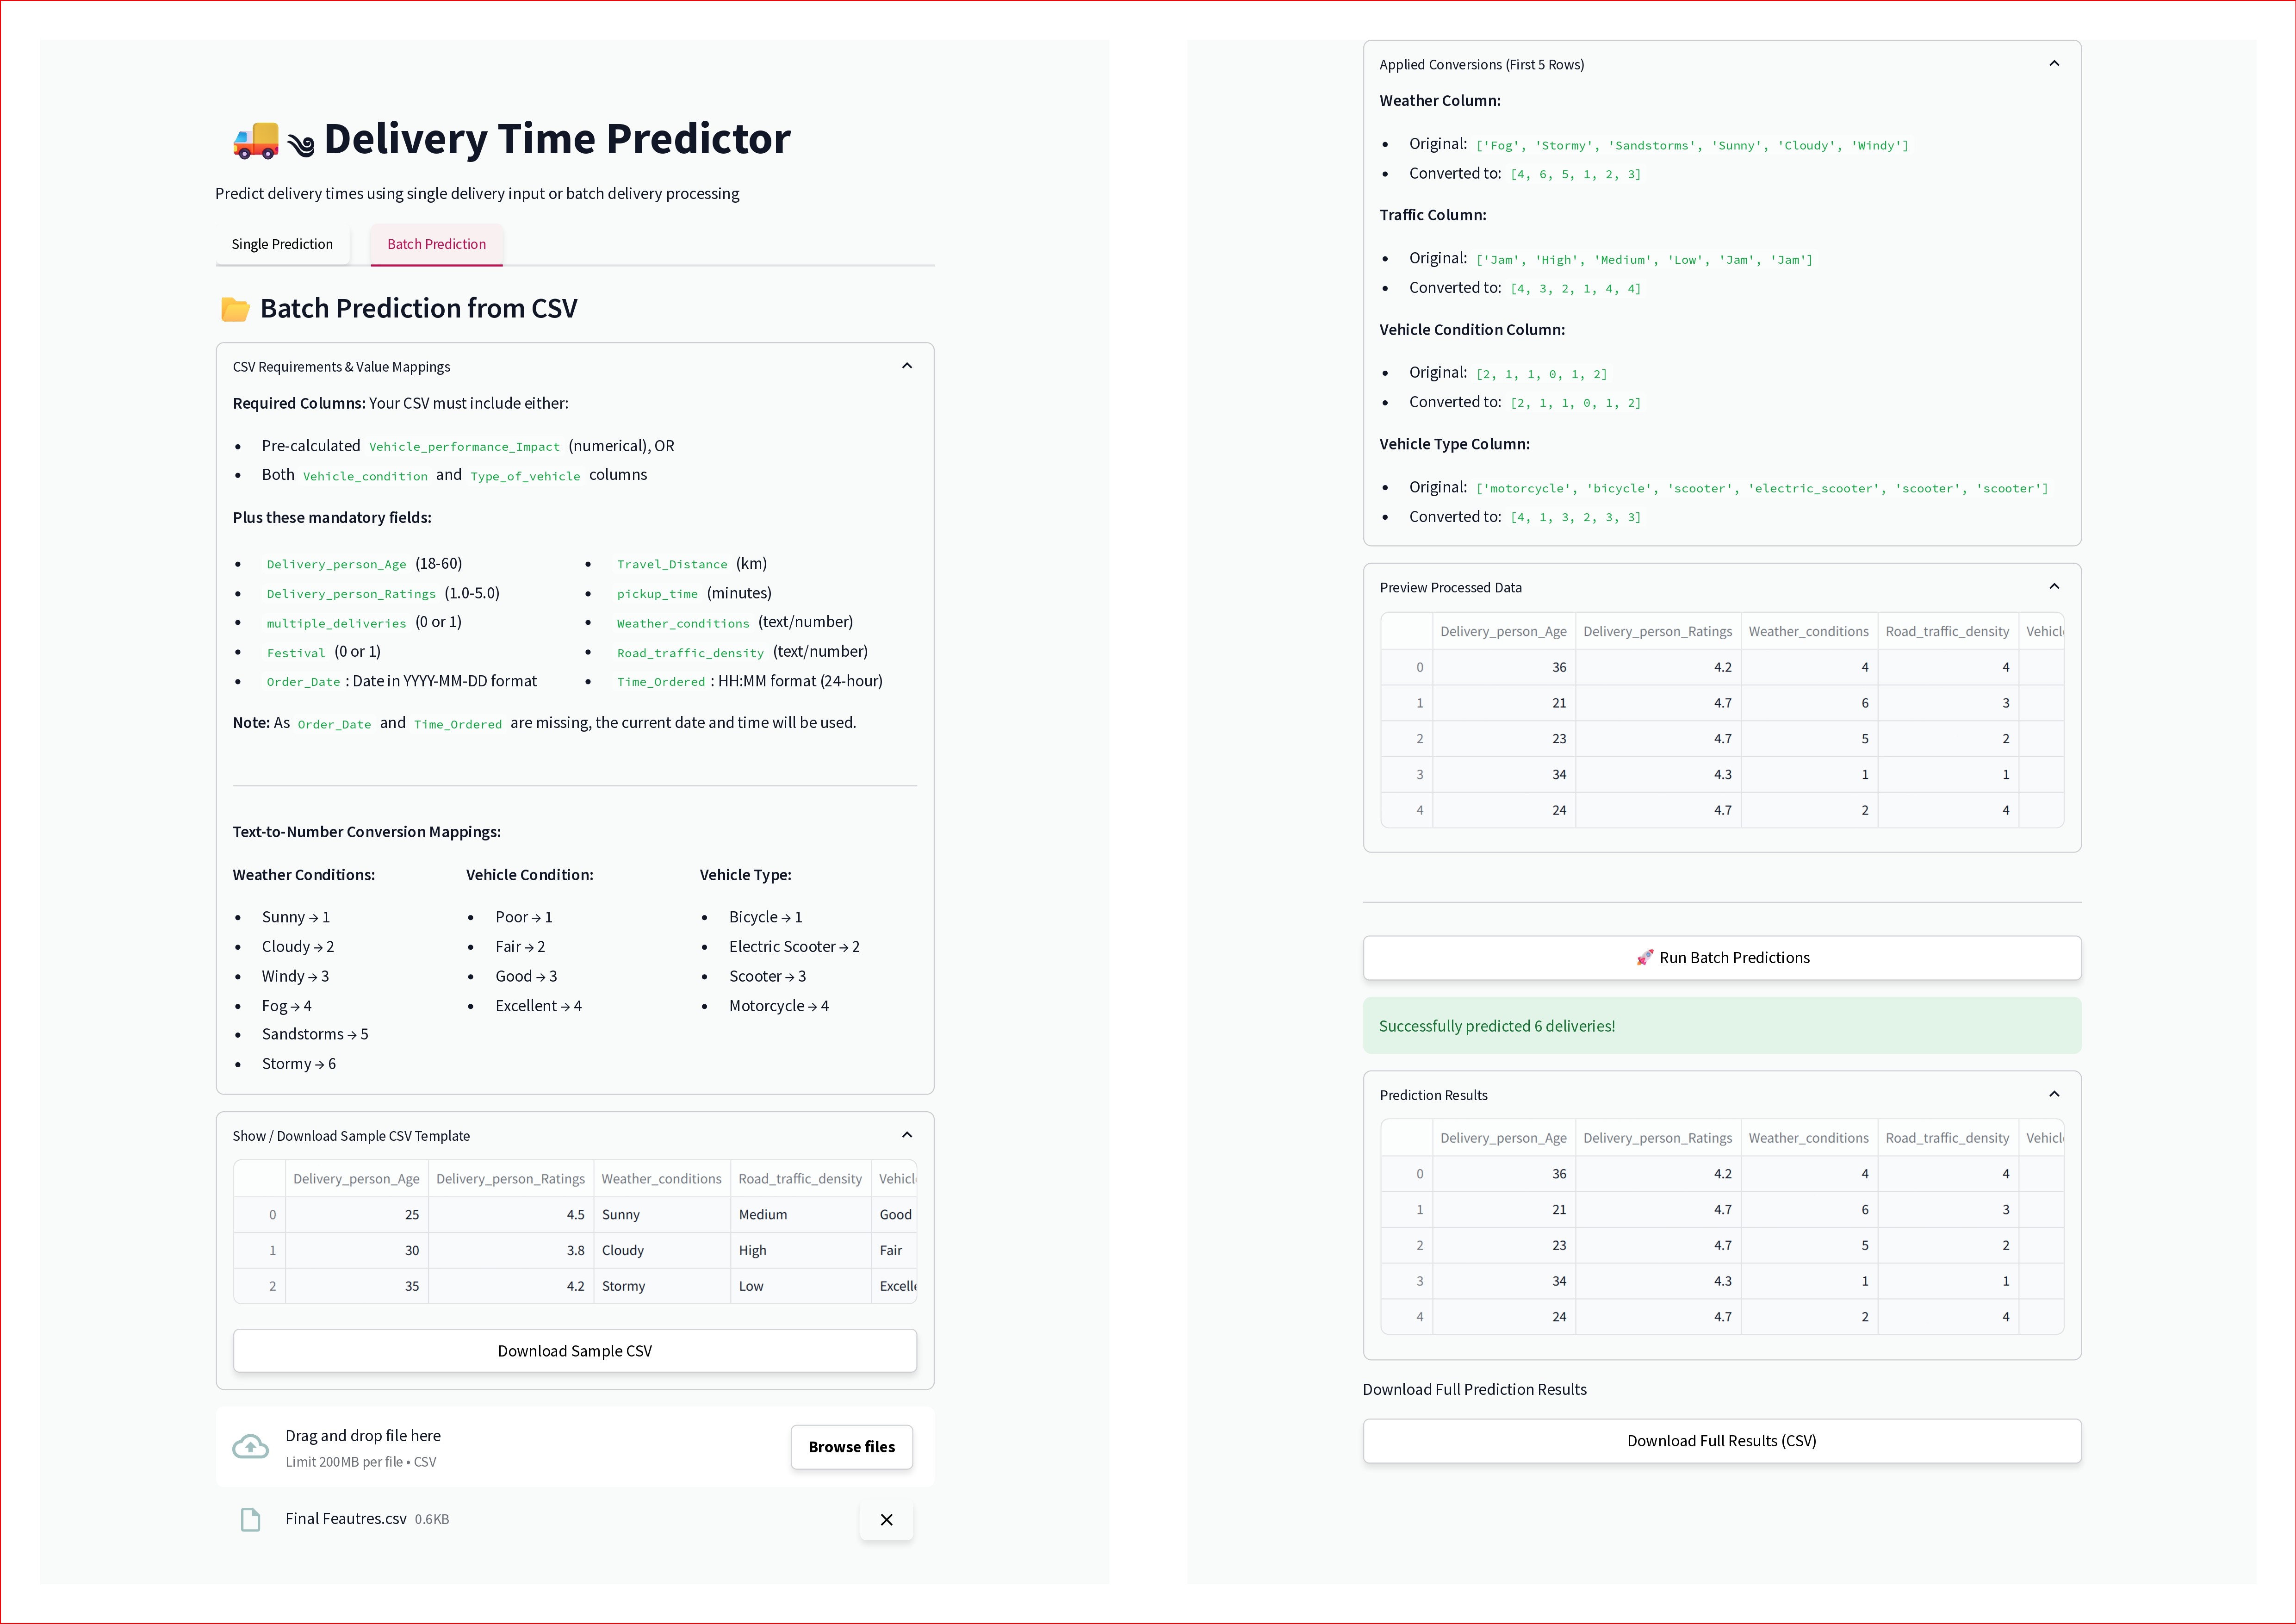 Delivery Time Predictor
Predict delivery times using single delivery input or batch delivery processing
Single Prediction Batch Prediction
Batch Prediction from CSV
CSV Requirements & Value Mappings
Required Columns: Your CSV must include either:
• Pre-calculated Vehicle_performance_Impact (numerical), OR
• Both Vehicle_condition and Type_of_vehicle columns
Plus these mandatory fields:
• Delivery_person_Age (18-60)
• Delivery_person_Ratings (1.0-5.0)
• multiple_deliveries (0 or 1)
• Festival (0 or 1)
• Order_Date : Date in YYYY-MM-DD format
• Travel_Distance (km)
• pickup_time (minutes)
• Weather_conditions (text/number)
• Road_traffic_density (text/number)
• Time_Ordered : HH:MM format (24-hour)
Note: As Order_Date and Time_Ordered are missing, the current date and time will be used.
Text-to-Number Conversion Mappings:
Weather Conditions:
• Sunny → 1
• Cloudy → 2
• Windy → 3
• Fog → 4
• Sandstorms → 5
• Stormy → 6
Vehicle Condition:
• Poor → 1
• Fair → 2
• Good → 3
• Excellent → 4
Vehicle Type:
• Bicycle → 1
• Electric Scooter → 2
• Scooter → 3
• Motorcycle → 4
Show / Download Sample CSV Template
Delivery_person_Age Delivery_person_Ratings Weather_conditions Road_traffic_density Vehicl
0 25 4.5 Sunny Medium Good
1 30 3.8 Cloudy High Fair
2 35 4.2 Stormy Low Excelle
Download Sample CSV
Drag and drop file here
Limit 200MB per file • CSV
Browse files
Final Feautres.csv 0.6KB
Applied Conversions (First 5 Rows)
Weather Column:
• Original: ['Fog', 'Stormy', 'Sandstorms', 'Sunny', 'Cloudy', 'Windy']
• Converted to: [4, 6, 5, 1, 2, 3]
Traffic Column:
• Original: ['Jam', 'High', 'Medium', 'Low', 'Jam', 'Jam']
• Converted to: [4, 3, 2, 1, 4, 4]
Vehicle Condition Column:
• Original: [2, 1, 1, 0, 1, 2]
• Converted to: [2, 1, 1, 0, 1, 2]
Vehicle Type Column:
• Original: ['motorcycle', 'bicycle', 'scooter', 'electric_scooter', 'scooter', 'scooter']
• Converted to: [4, 1, 3, 2, 3, 3]
Preview Processed Data
Delivery_person_Age Delivery_person_Ratings Weather_conditions Road_traffic_density Vehicl
0 36 4.2 4 4
1 21 4.7 6 3
2 23 4.7 5 2
3 34 4.3 1 1
4 24 4.7 2 4
Run Batch Predictions
Successfully predicted 6 deliveries!
Prediction Results
Delivery_person_Age Delivery_person_Ratings Weather_conditions Road_traffic_density Vehicl
0 36 4.2 4 4
1 21 4.7 6 3
2 23 4.7 5 2
3 34 4.3 1 1
4 24 4.7 2 4
Download Full Prediction Results
Download Full Results (CSV)